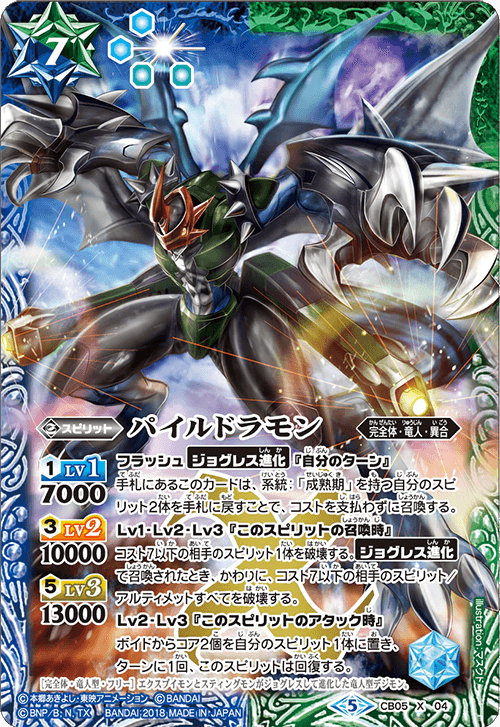 7
スピリット
パイルドラモン
完全体・竜人・異合
1 LV1
7000
3 LV2
10000
5 LV3
13000
フラッシュ ジョグレス進化 『自分のターン』
手札にあるこのカードは、系統：「成熟期」を持つ自分のスピ
リット2体を手札に戻すことで、コストを支払わずに召喚する。
Lv1・Lv2・Lv3『このスピリットの召喚時』
コスト7以下の相手のスピリット1体を破壊する。ジョグレス進化
で召喚されたとき、かわりに、コスト7以下の相手のスピリット／
アルティメットすべてを破壊する。
Lv2・Lv3『このスピリットのアタック時』
ボイドからコア2個を自分のスピリット1体に置き、
ターンに1回、このスピリットは回復する。
［完全体・竜人型・フリー］エクスブイモンとスティングモンがジョグレスして進化した竜人型デジモン。
©本郷あきよし・東映アニメーション ©BANDAI
©BNP/B; N, TX BANDAI 2018 MADE IN JAPAN
5
CB05 X 04
illustration：マスクド